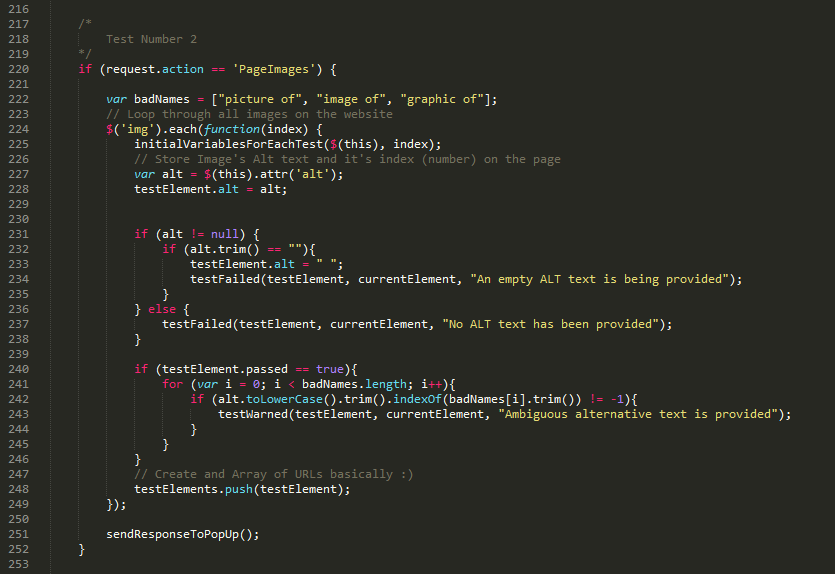 216
217 /*
218 Test Number 2
219 */
220 if (request.action == 'PageImages') {
221
222 var badNames = ["picture of", "image of", "graphic of"];
223 // Loop through all images on the website
224 $('img').each(function(index) {
225 initialVariablesForEachTest($(this), index);
226 // Store Image's Alt text and it's index (number) on the page
227 var alt = $(this).attr('alt');
228 testElement.alt = alt;
229
230
231 if (alt != null) {
232 if (alt.trim() == ""){
233 testElement.alt = " ";
234 testFailed(testElement, currentElement, "An empty ALT text is being provided");
235 }
236 } else {
237 testFailed(testElement, currentElement, "No ALT text has been provided");
238 }
239
240 if (testElement.passed == true){
241 for (var i = 0; i < badNames.length; i++){
242 if (alt.toLowerCase().trim().indexOf(badNames[i].trim()) != -1){
243 testWarned(testElement, currentElement, "Ambiguous alternative text is provided");
244 }
245 }
246 }
247 // Create and Array of URLs basically :)
248 testElements.push(testElement);
249 });
250
251 sendResponseToPopUp();
252 }
253